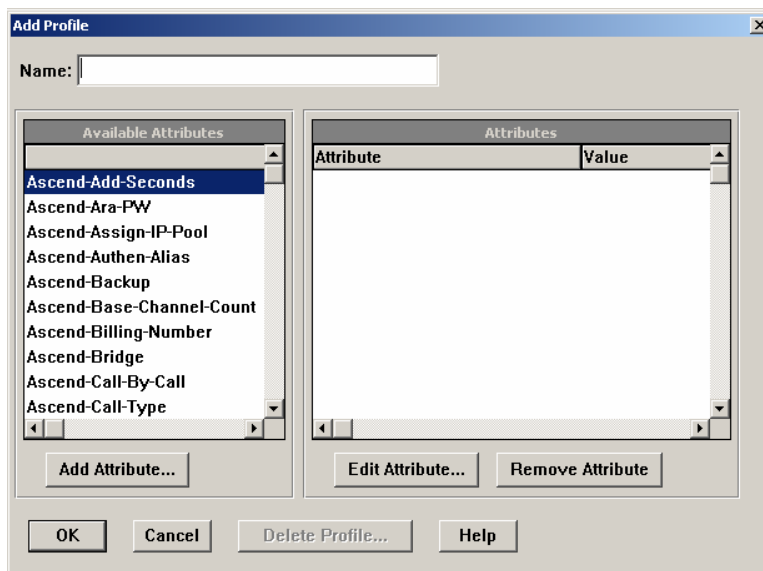 Add Profile
Name:
Available Attributes
Ascend-Add-Seconds
Ascend-Ara-PW
Ascend-Assign-IP-Pool
Ascend-Authen-Alias
Ascend-Backup
Ascend-Base-Channel-Count
Ascend-Billing-Number
Ascend-Bridge
Ascend-Call-By-Call
Ascend-Call-Type
Add Attribute...
Attributes
Attribute Value
Edit Attribute... Remove Attribute
OK Cancel Delete Profile... Help